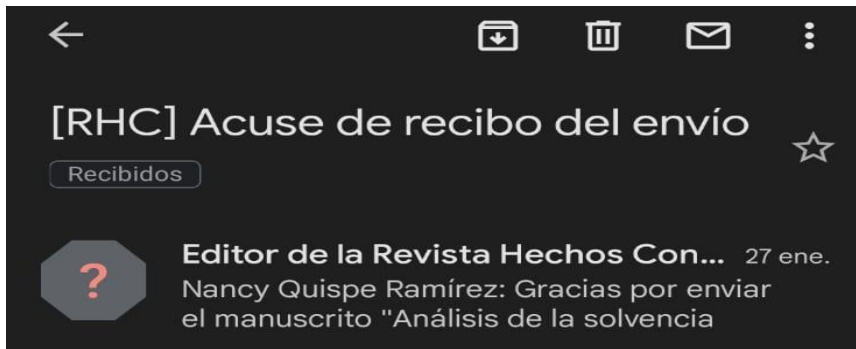 [RHC] Acuse de recibo del envío
Recibidos
?
Editor de la Revista Hechos Con... 27 ene.
Nancy Quispe Ramírez: Gracias por enviar
el manuscrito "Análisis de la solvencia